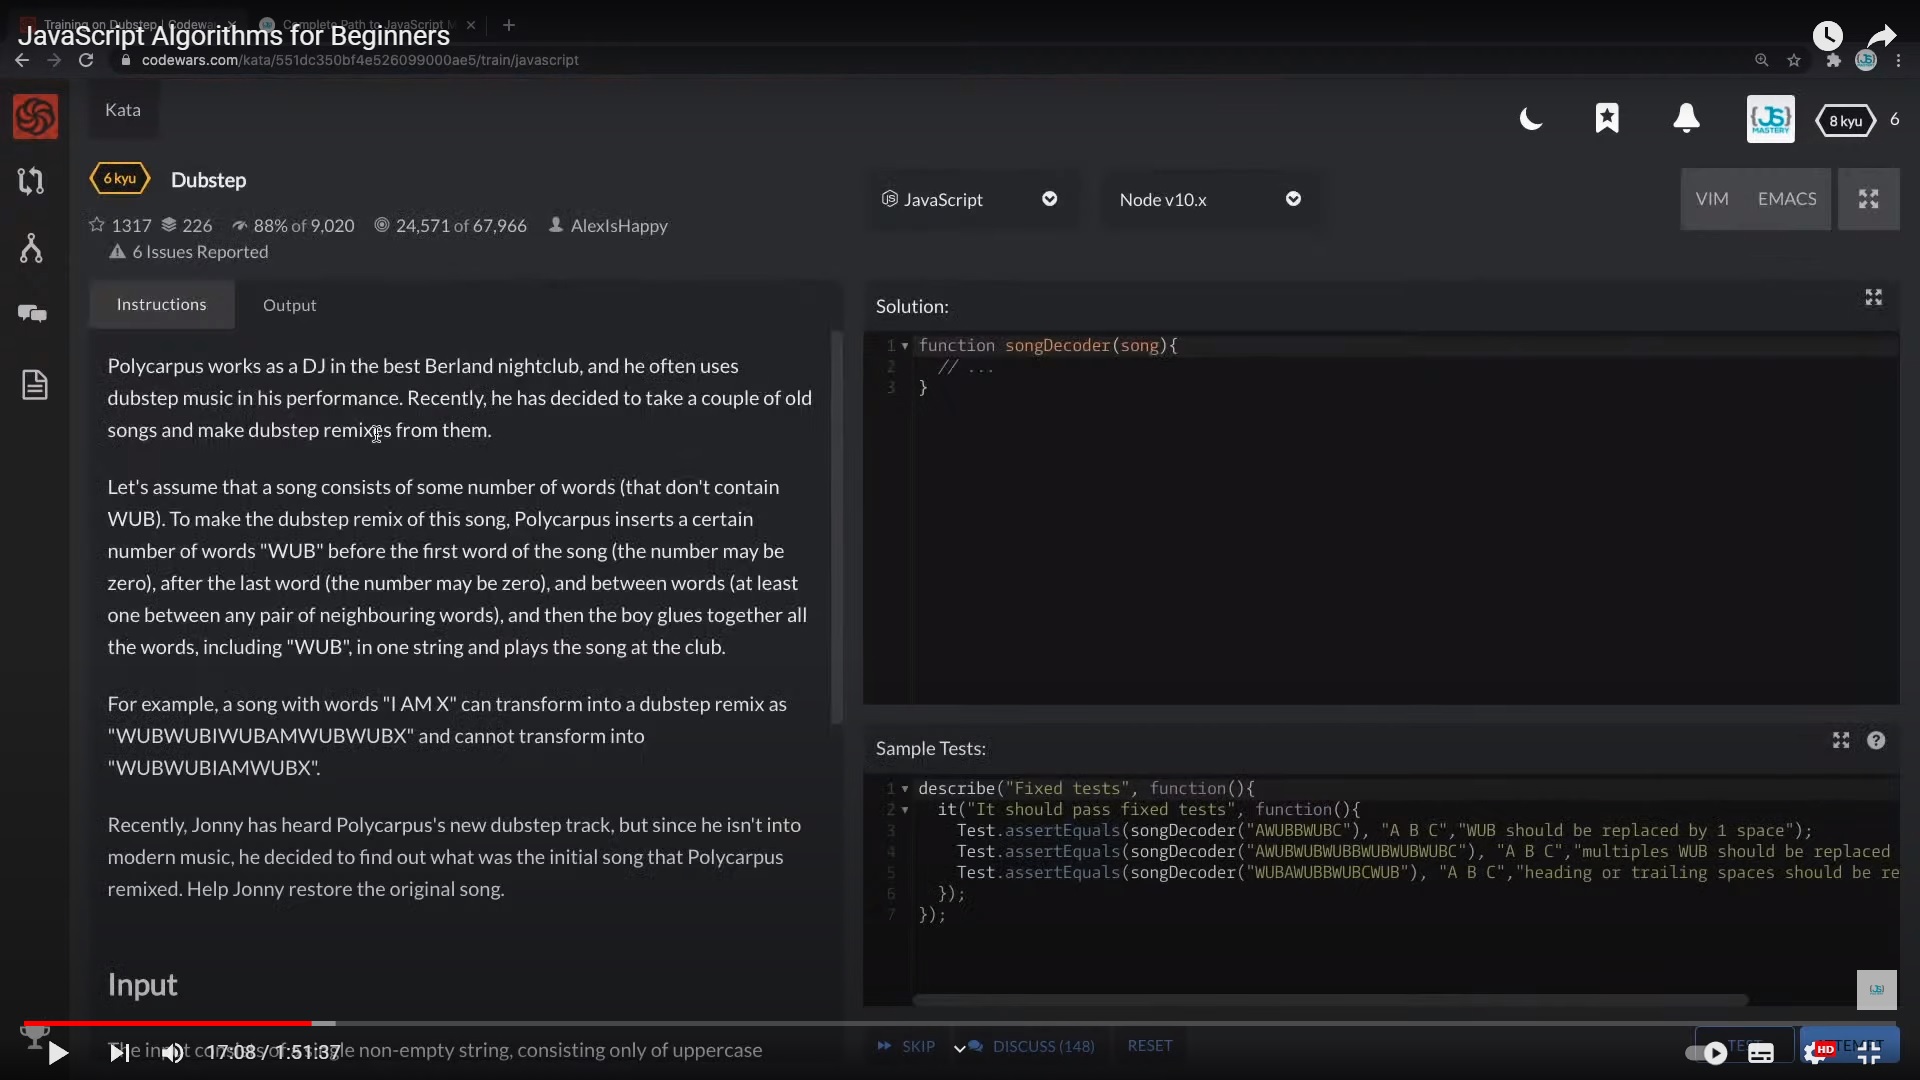 Training on Dubstep | Codewa
Complete Path to JavaScript M
JavaScript Algorithms for Beginners
codewars.com/kata/551dc350bf4e526099000ae5/train/javascript
Kata
JS
MASTERY
8 kyu
6
6 kyu
Dubstep
1317
226
88% of 9,020
24,571 of 67,966
AlexIsHappy
6 Issues Reported
JavaScript
Node v10.x
VIM
EMACS
Instructions
Output
Polycarpus works as a DJ in the best Berland nightclub, and he often uses
dubstep music in his performance. Recently, he has decided to take a couple of old
songs and make dubstep remixes from them.
Let's assume that a song consists of some number of words (that don't contain
WUB). To make the dubstep remix of this song, Polycarpus inserts a certain
number of words "WUB" before the first word of the song (the number may be
zero), after the last word (the number may be zero), and between words (at least
one between any pair of neighbouring words), and then the boy glues together all
the words, including "WUB", in one string and plays the song at the club.
For example, a song with words "I AM X" can transform into a dubstep remix as
"WUBWUBIWUBAMWUBWUBX" and cannot transform into
"WUBWUBIAMWUBX".
Recently, Jonny has heard Polycarpus's new dubstep track, but since he isn't into
modern music, he decided to find out what was the initial song that Polycarpus
remixed. Help Jonny restore the original song.
Input
The input consists of a single non-empty string, consisting only of uppercase
Solution:
1 function songDecoder(song){
2 // ...
3 }
Sample Tests:
1 describe("Fixed tests", function(){
2 it("It should pass fixed tests", function(){
3 Test.assertEquals(songDecoder("AWUBBWUBC"), "A B C","WUB should be replaced by 1 space");
4 Test.assertEquals(songDecoder("AWUBWUBWUBBWUBWUBWUBC"), "A B C","multiples WUB should be replaced
5 Test.assertEquals(songDecoder("WUBAWUBBWUBCWUB"), "A B C","heading or trailing spaces should be re
6 });
7 });
SKIP
DISCUSS (148)
RESET
TEST
ATTEMPT
17:08 / 1:51:37
HD